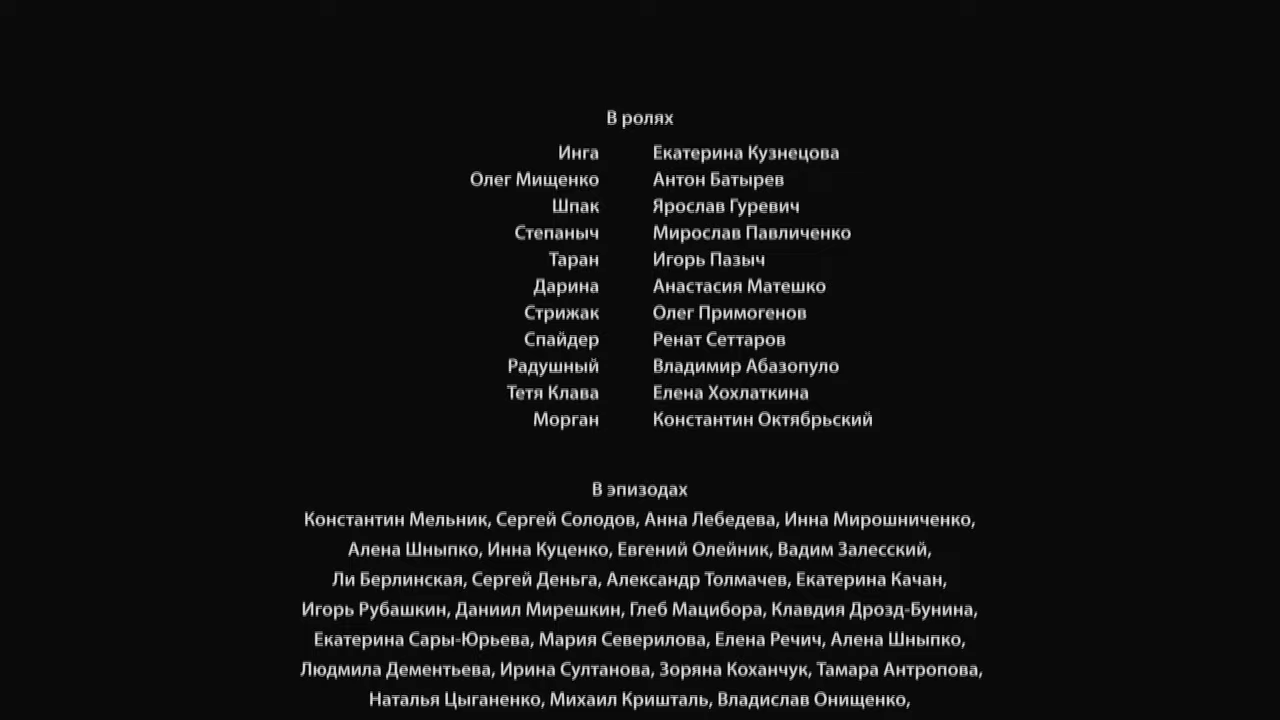 В ролях
Инга Екатерина Кузнецова
Олег Мищенко Антон Батырев
Шпак Ярослав Гуревич
Степаныч Мирослав Павличенко
Таран Игорь Пазыч
Дарина Анастасия Матешко
Стрижак Олег Примогенов
Спайдер Ренат Сеттаров
Радушный Владимир Абазопуло
Тетя Клава Елена Хохлаткина
Морган Константин Октябрьский
В эпизодах
Константин Мельник, Сергей Солодов, Анна Лебедева, Инна Мирошниченко,
Алена Шныпко, Инна Куценко, Евгений Олейник, Вадим Залесский,
Ли Берлинская, Сергей Деньга, Александр Толмачев, Екатерина Качан,
Игорь Рубашкин, Даниил Мирешкин, Глеб Мацибора, Клавдия Дрозд-Бунина,
Екатерина Сары-Юрьева, Мария Северилова, Елена Речич, Алена Шныпко,
Людмила Дементьева, Ирина Султанова, Зоряна Коханчук, Тамара Антропова,
Наталья Цыганенко, Михаил Кришталь, Владислав Онищенко,